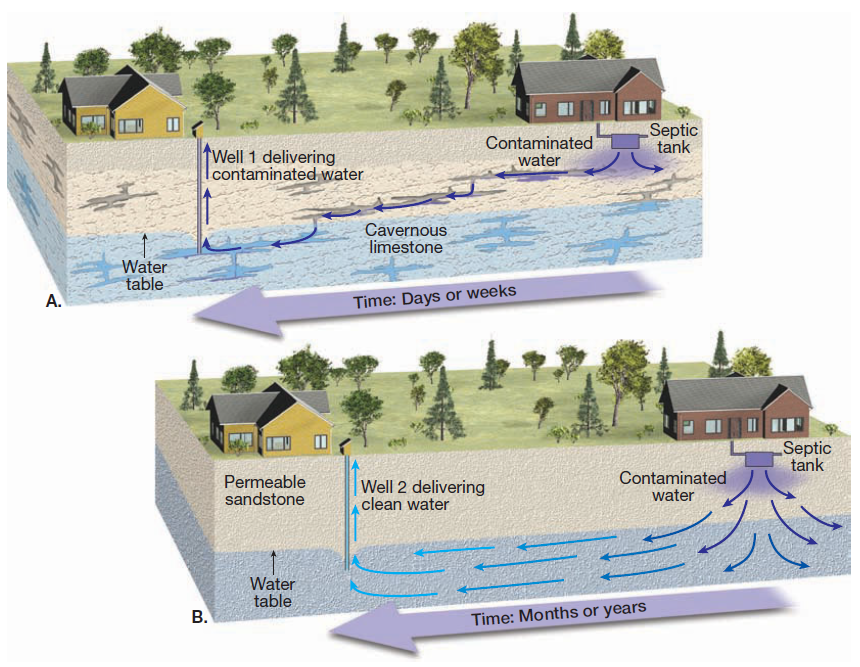 Septic
tank
Contaminated
water
Well 1 delivering
contaminated water
Cavernous
limestone
Water
table
A.
Time: Days or weeks
Septic
tank
Contaminated
water
Permeable
sandstone
Well 2 delivering
clean water
Water
table
B.
Time: Months or years